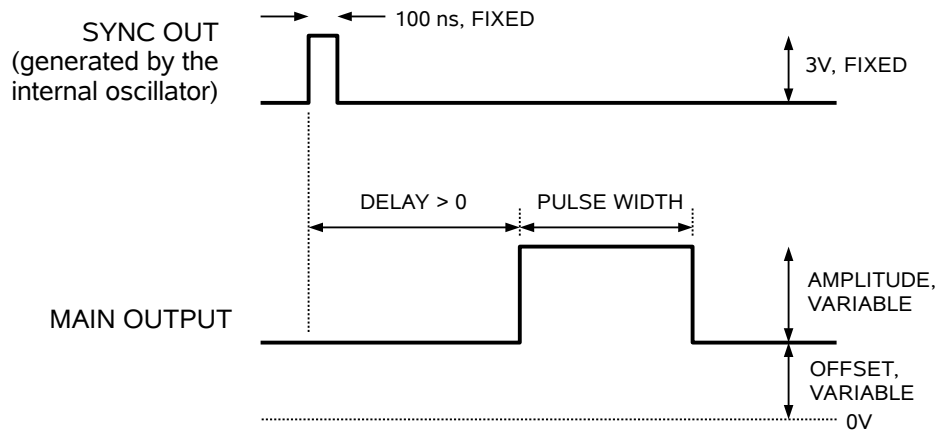 100 ns, FIXED
SYNC OUT
(generated by the
internal oscillator)
3V, FIXED
DELAY > 0
PULSE WIDTH
AMPLITUDE,
VARIABLE
MAIN OUTPUT
OFFSET,
VARIABLE
0V